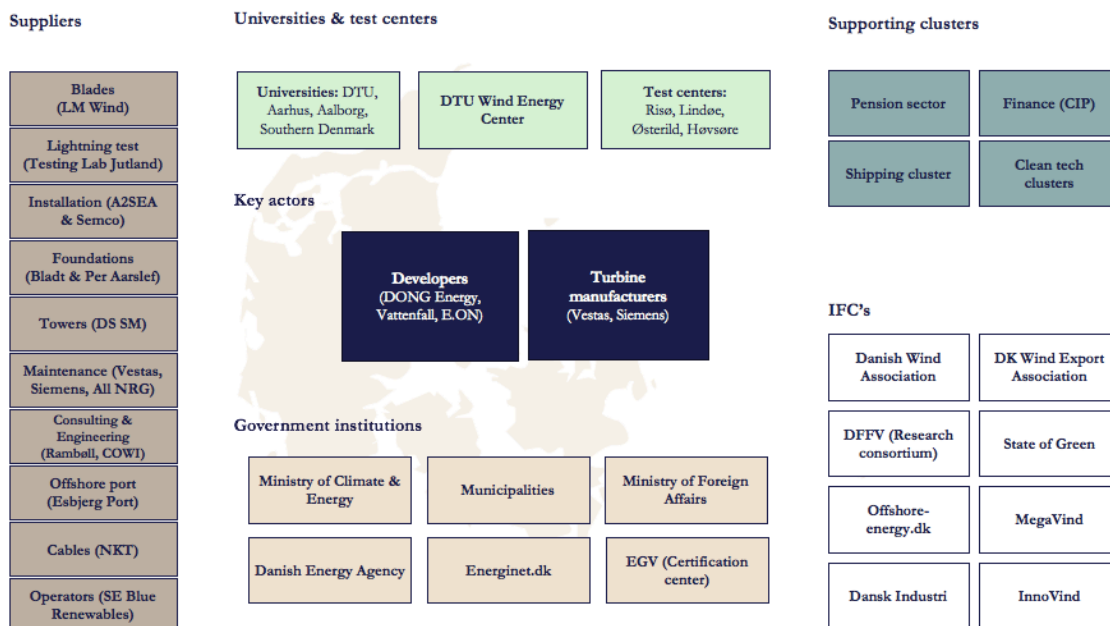 Suppliers
Blades
(LM Wind)
Lightning test
(Testing Lab Jutland)
Installation (A2SEA
& Semco)
Foundations
(Bladt & Per Aarslef)
Towers (DS SM)
Maintenance (Vestas,
Siemens, All NRG)
Consulting &
Engineering
(Rambøll, COWI)
Offshore port
(Esbjerg Port)
Cables (NKT)
Operators (SE Blue
Renewables)
Universities & test centers
Universities: DTU,
Aarhus, Aalborg,
Southern Denmark
DTU Wind Energy
Center
Test centers:
Risø, Lindøe,
Østerild, Høvsøre
Key actors
Developers
(DONG Energy,
Vattenfall, E.ON)
Turbine
manufacturers
(Vestas, Siemens)
Government institutions
Ministry of Climate &
Energy
Municipalities
Ministry of Foreign
Affairs
Danish Energy Agency
Energinet.dk
EGV (Certification
center)
Supporting clusters
Pension sector
Finance (CIP)
Shipping cluster
Clean tech
clusters
IFC's
Danish Wind
Association
DK Wind Export
Association
DFFV (Research
consortium)
State of Green
Offshore-
energy.dk
MegaVind
Dansk Industri
InnoVind